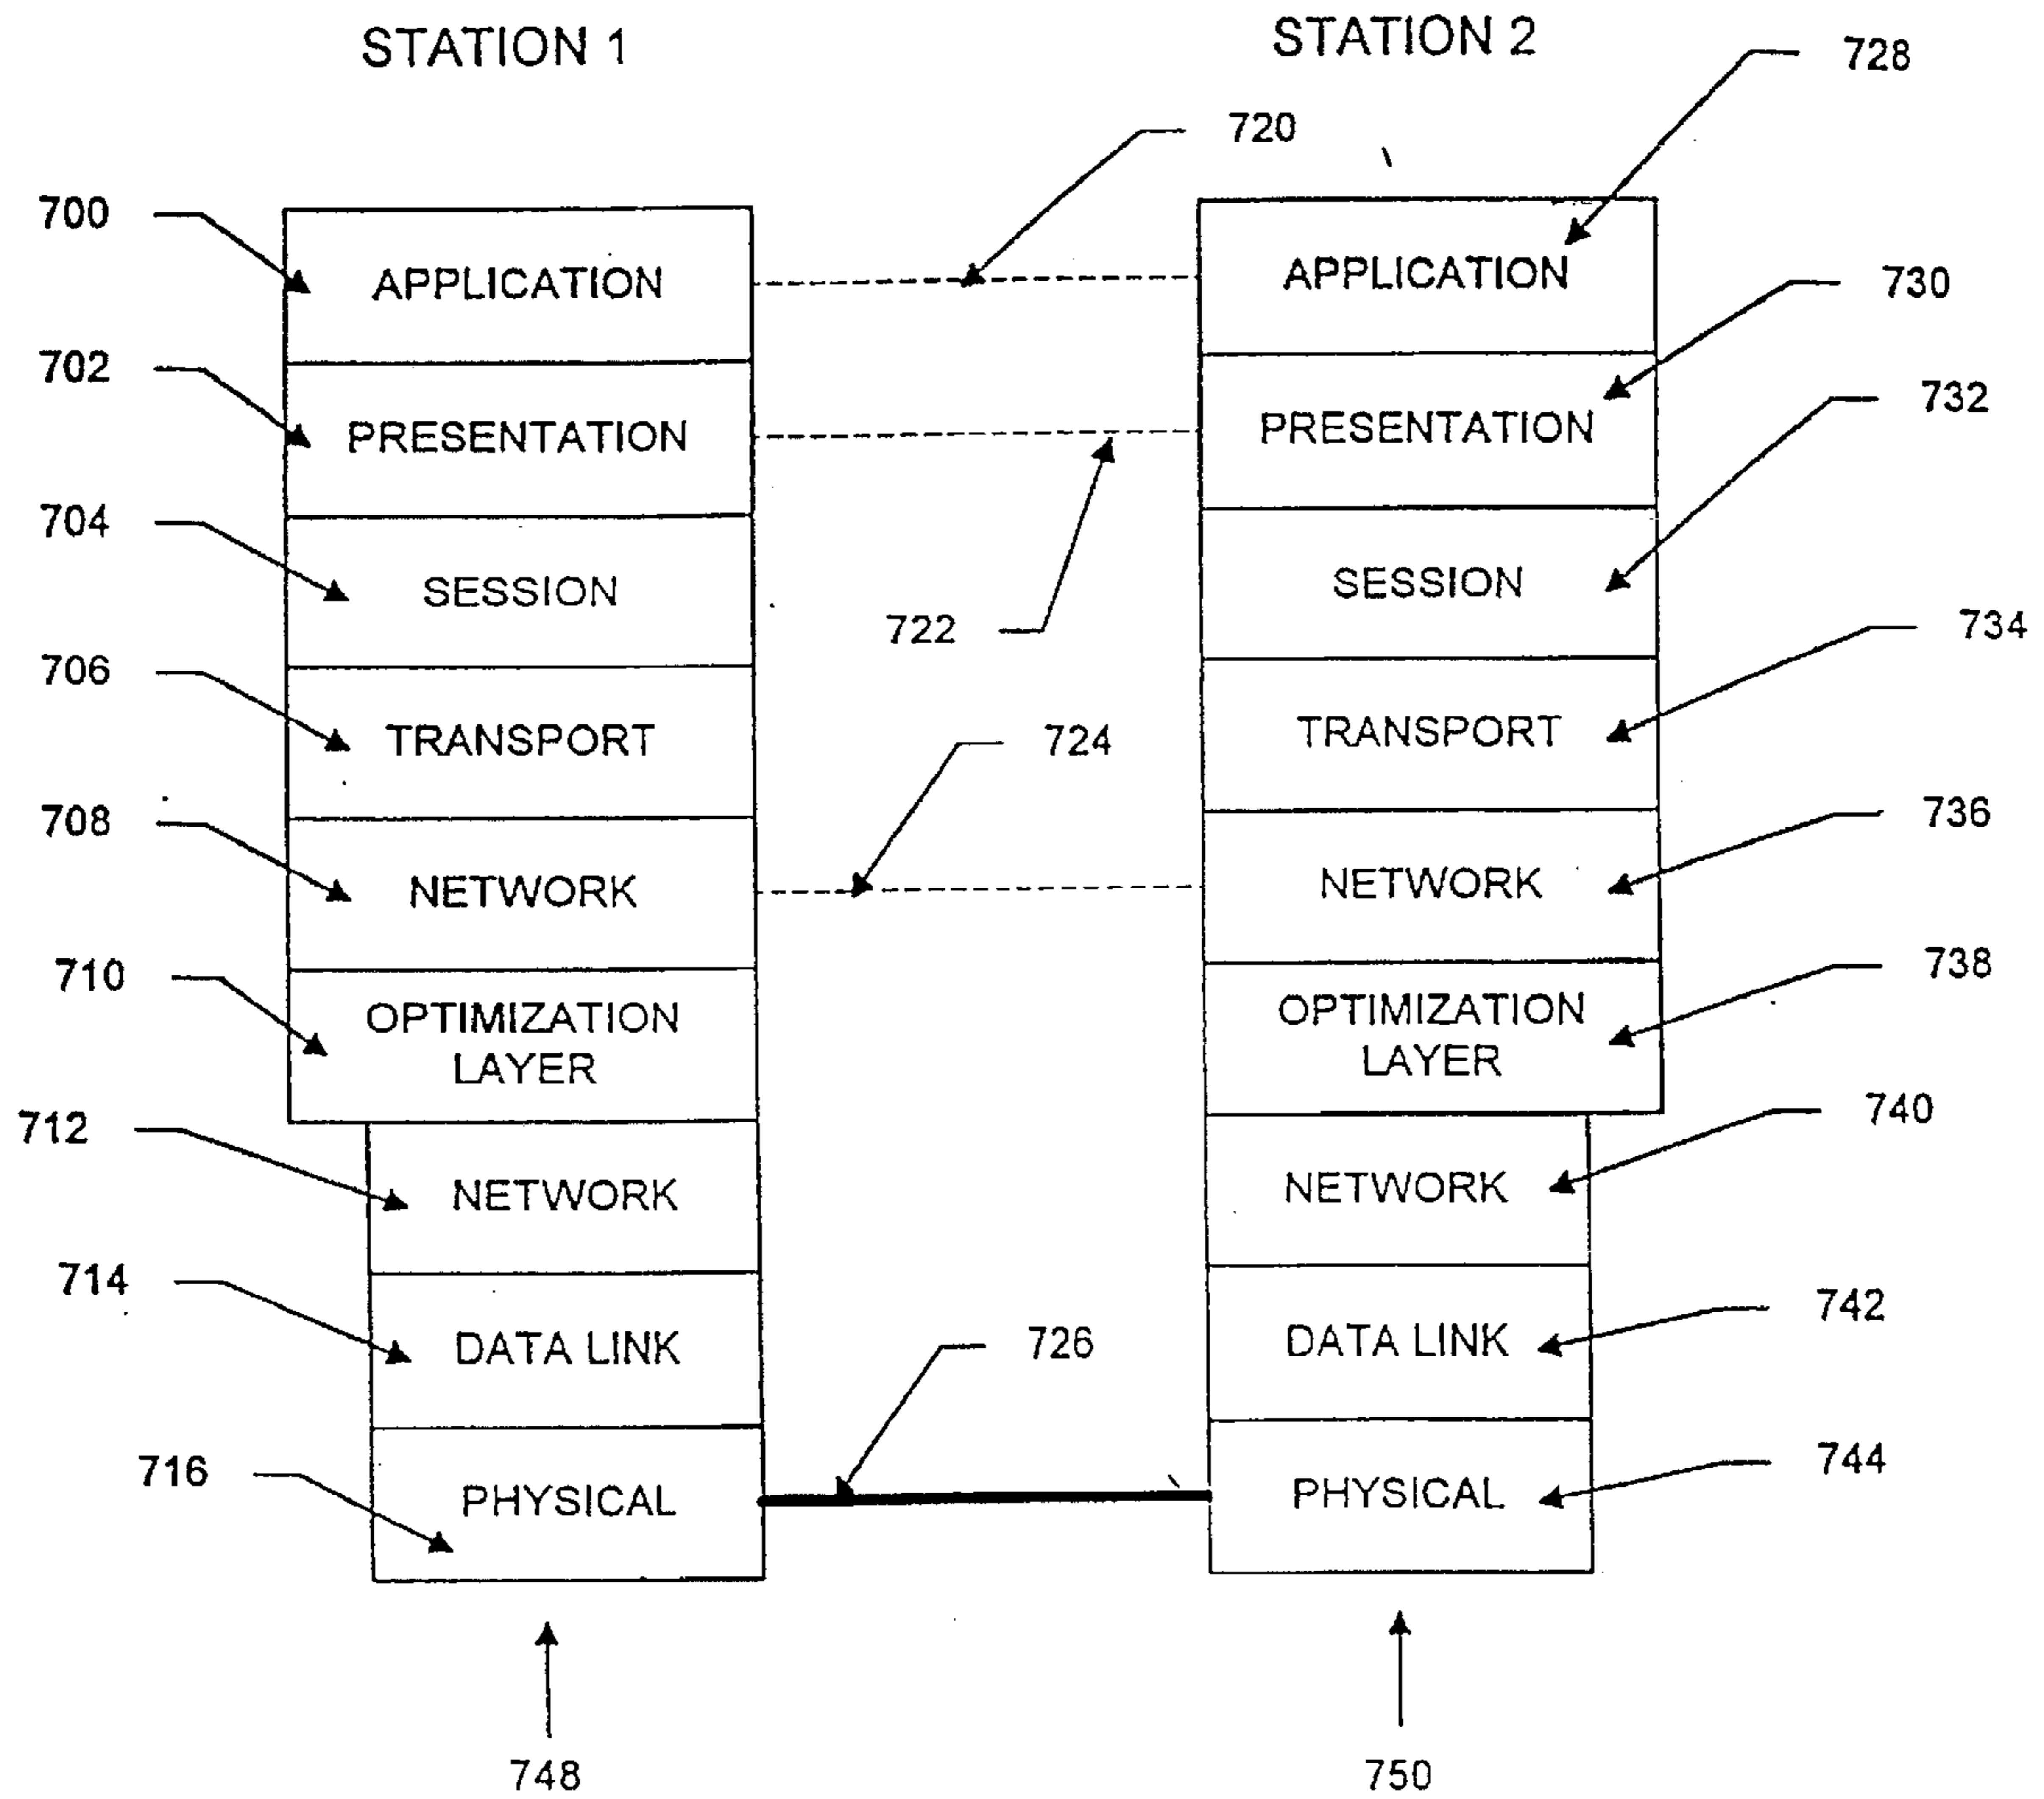 STATION 1
STATION 2
728
720
700
APPLICATION
APPLICATION
730
702
PRESENTATION
PRESENTATION
732
704
SESSION
SESSION
722
734
706
TRANSPORT
TRANSPORT
724
708
NETWORK
NETWORK
736
710
OPTIMIZATION
LAYER
OPTIMIZATION
LAYER
738
712
NETWORK
NETWORK
740
714
DATA LINK
DATA LINK
742
726
716
PHYSICAL
PHYSICAL
744
748
750